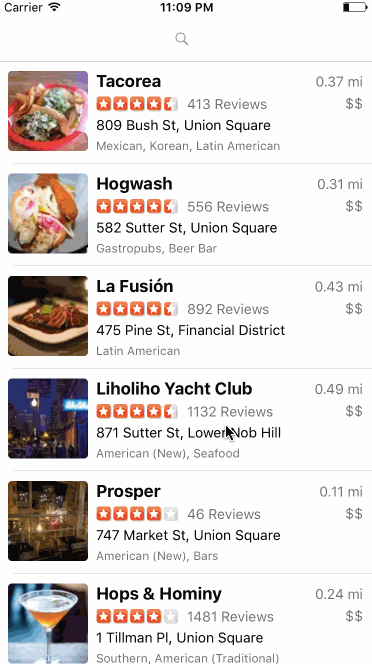 Carrier 11:09 PM
Tacorea 0.37 mi
413 Reviews $$
809 Bush St, Union Square
Mexican, Korean, Latin American
Hogwash 0.31 mi
556 Reviews $$
582 Sutter St, Union Square
Gastropubs, Beer Bar
La Fusión 0.43 mi
892 Reviews $$
475 Pine St, Financial District
Latin American
Liholiho Yacht Club 0.49 mi
1132 Reviews $$
871 Sutter St, Lower Nob Hill
American (New), Seafood
Prosper 0.11 mi
46 Reviews $$
747 Market St, Union Square
American (New), Bars
Hops & Hominy 0.24 mi
1481 Reviews $$
1 Tillman Pl, Union Square
Southern, American (Traditional)